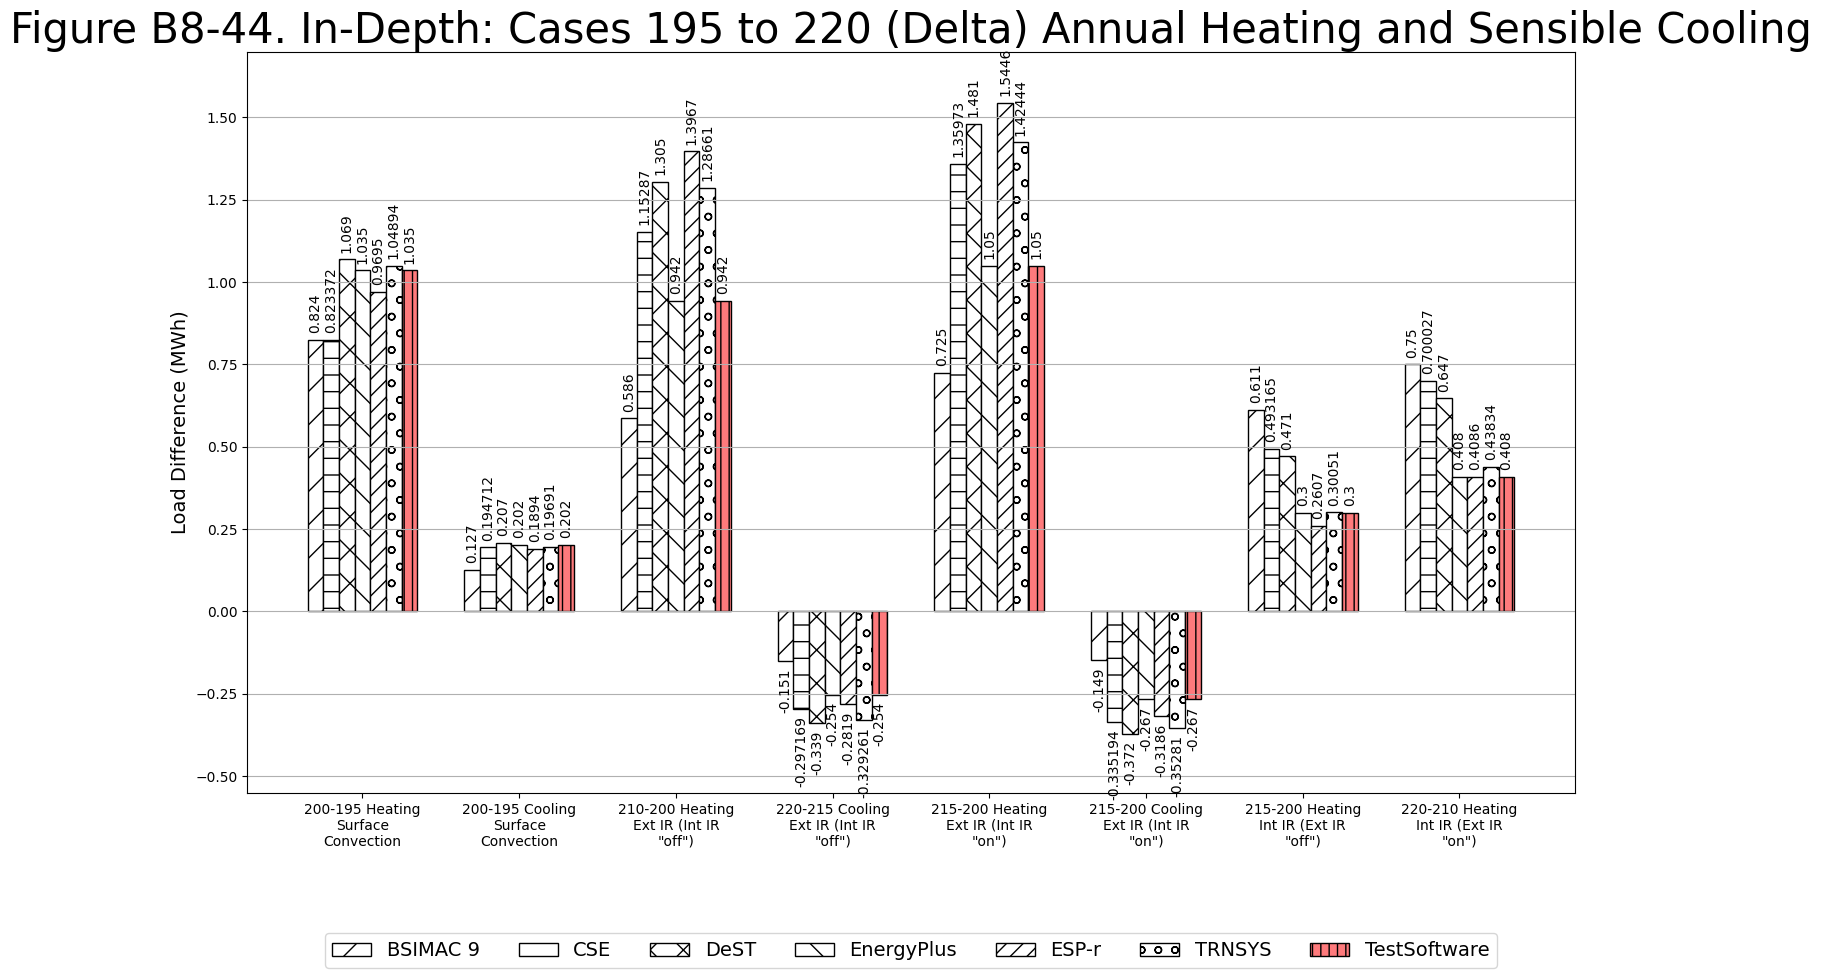 Figure B8-44. In-Depth: Cases 195 to 220 (Delta) Annual Heating and Sensible Cooling
Load Difference (MWh)
1.50
1.25
1.00
0.75
0.50
0.25
0.00
−0.25
−0.50
0.824
0.823372
1.069
1.035
0.9695
1.04894
1.035
0.127
0.194712
0.207
0.202
0.1894
0.19691
0.202
0.586
1.15287
1.305
0.942
1.3967
1.28661
0.942
-0.151
-0.297169
-0.339
-0.254
-0.2819
0.329261
-0.254
0.725
1.35973
1.481
1.05
1.5446
1.42444
1.05
-0.149
0.335194
-0.372
-0.267
-0.3186
0.35281
-0.267
0.611
0.493165
0.471
0.3
0.2607
0.30051
0.3
0.75
0.700027
0.647
0.408
0.4086
0.43834
0.408
200-195 Heating
Surface
Convection
200-195 Cooling
Surface
Convection
210-200 Heating
Ext IR (Int IR
"off")
220-215 Cooling
Ext IR (Int IR
"off")
215-200 Heating
Ext IR (Int IR
"on")
215-200 Cooling
Ext IR (Int IR
"on")
215-200 Heating
Int IR (Ext IR
"off")
220-210 Heating
Int IR (Ext IR
"on")
BSIMAC 9 CSE DeST EnergyPlus ESP-r TRNSYS TestSoftware